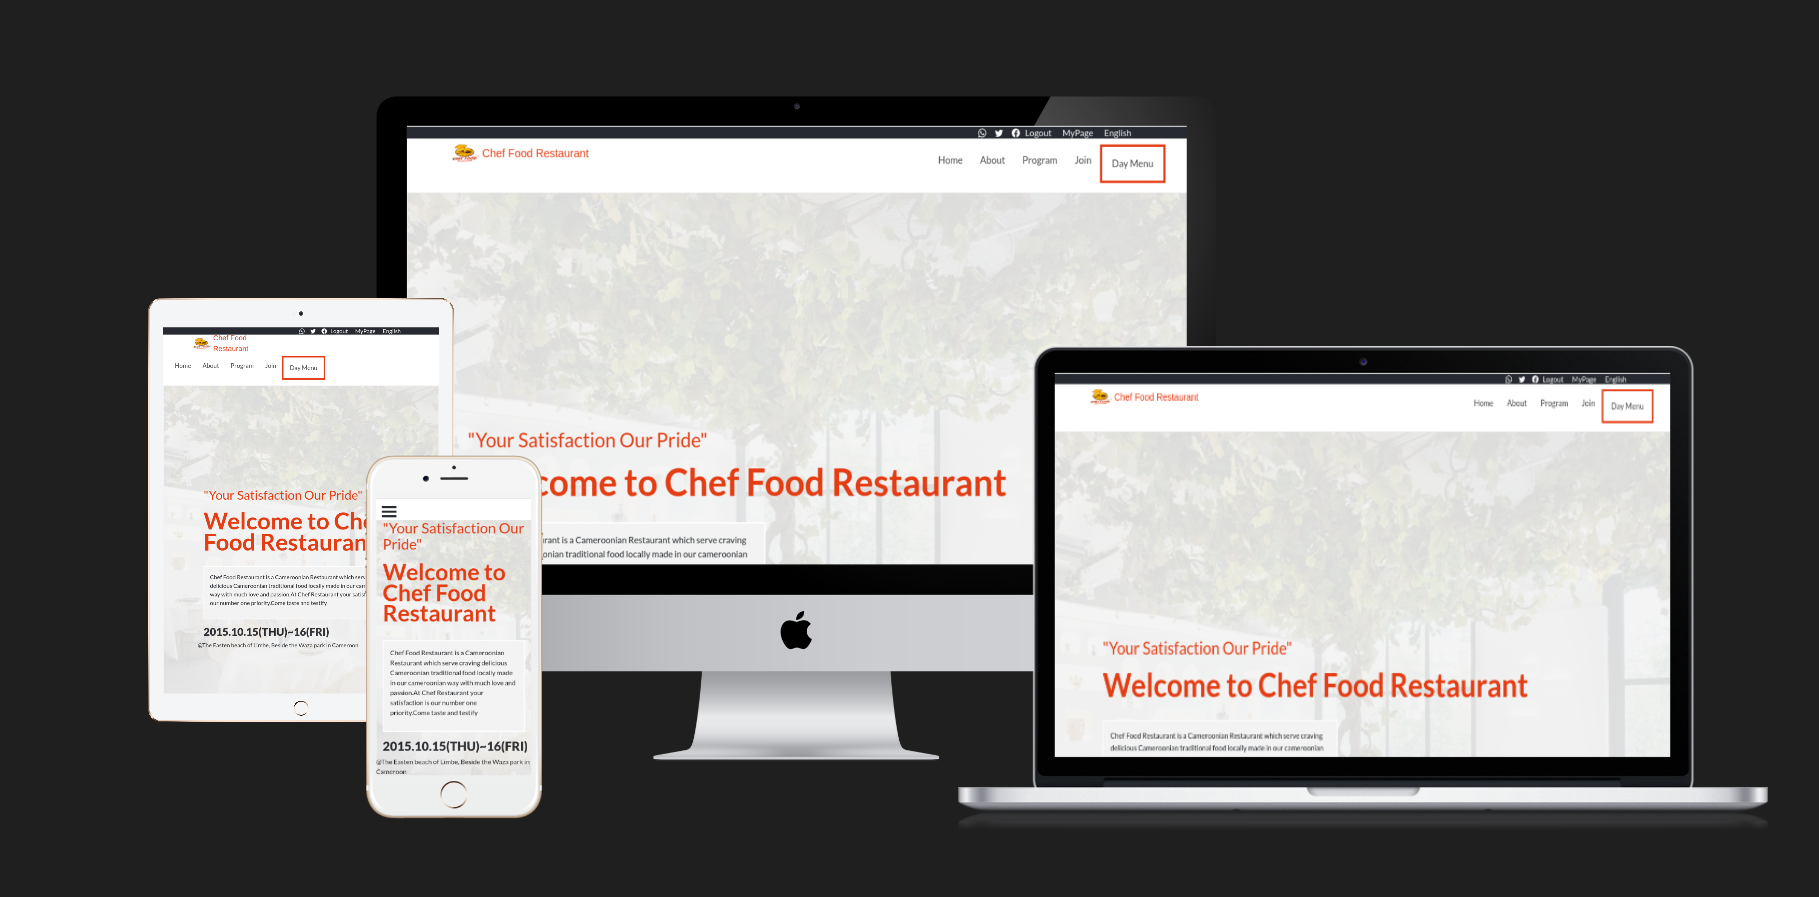 Logout MyPage English
Chef Food Restaurant
Home About Program Join Day Menu
"Your Satisfaction Our Pride"
come to Chef Food Restaurant
rant is a Cameroonian Restaurant which serve craving
onian traditional food locally made in our cameroonian
Logout MyPage English
Chef Food
Restaurant
Home About Program Join Day Menu
"Your Satisfaction Our Pride"
Welcome to Che
Food Restauran
Chef Food Restaurant is a Cameroonian Restaurant which serv
delicious Cameroonian traditional food locally made in our cam
way with much love and passion.At Chef Restaurant your satisf
our number one priority.Come taste and testify
2015.10.15(THU)~16(FRI)
@The Easten beach of Limbe, Beside the Waza park in Cameroon
"Your Satisfaction Our
Pride"
Welcome to
Chef Food
Restaurant
Chef Food Restaurant is a Cameroonian
Restaurant which serve craving delicious
Cameroonian traditional food locally made
in our cameroonian way with much love and
passion.At Chef Restaurant your
satisfaction is our number one
priority.Come taste and testify
2015.10.15(THU)~16(FRI)
@The Easten beach of Limbe, Beside the Waza park in
Cameroon
Logout MyPage English
Chef Food Restaurant
Home About Program Join Day Menu
"Your Satisfaction Our Pride"
Welcome to Chef Food Restaurant
Chef Food Restaurant is a Cameroonian Restaurant which serve craving
delicious Cameroonian traditional food locally made in our cameroonian